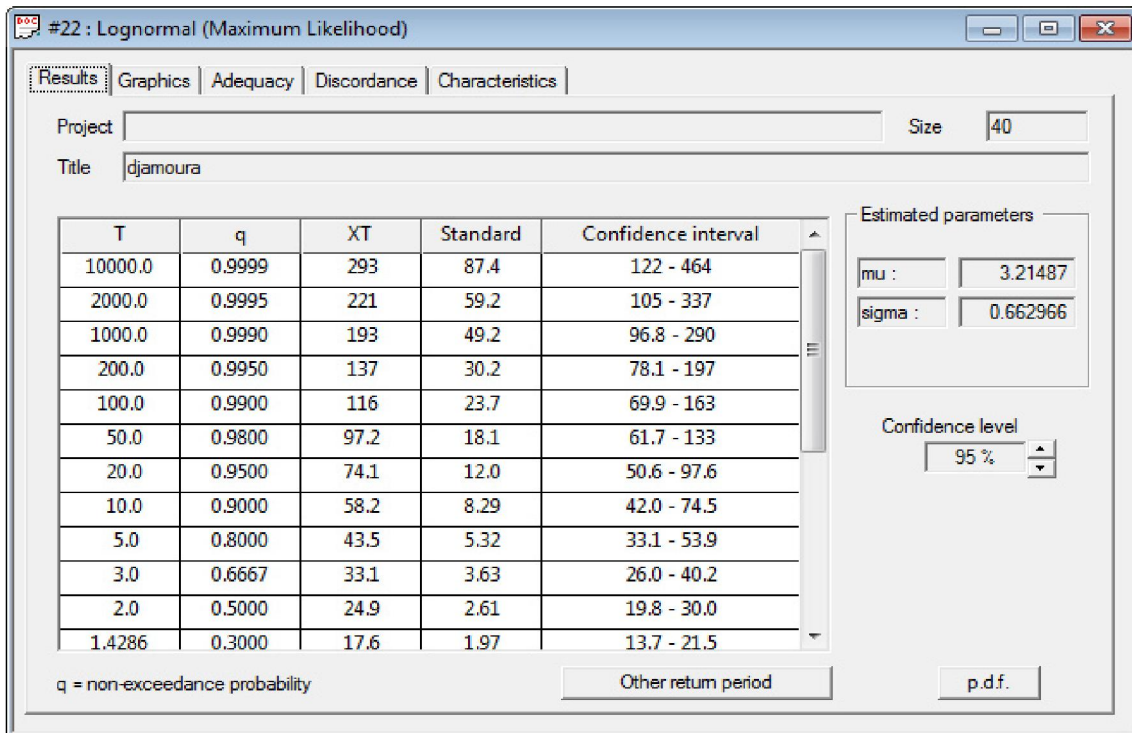 #22 : Lognormal (Maximum Likelihood)
Results Graphics Adequacy Discordance Characteristics
Project Size 40
Title djamoura
Estimated parameters
mu : 3.21487
sigma : 0.662966
Confidence level
95 %
T q XT Standard Confidence interval
10000.0 0.9999 293 87.4 122 - 464
2000.0 0.9995 221 59.2 105 - 337
1000.0 0.9990 193 49.2 96.8 - 290
200.0 0.9950 137 30.2 78.1 - 197
100.0 0.9900 116 23.7 69.9 - 163
50.0 0.9800 97.2 18.1 61.7 - 133
20.0 0.9500 74.1 12.0 50.6 - 97.6
10.0 0.9000 58.2 8.29 42.0 - 74.5
5.0 0.8000 43.5 5.32 33.1 - 53.9
3.0 0.6667 33.1 3.63 26.0 - 40.2
2.0 0.5000 24.9 2.61 19.8 - 30.0
1.4286 0.3000 17.6 1.97 13.7 - 21.5
q = non-exceedance probability
Other return period
p.d.f.